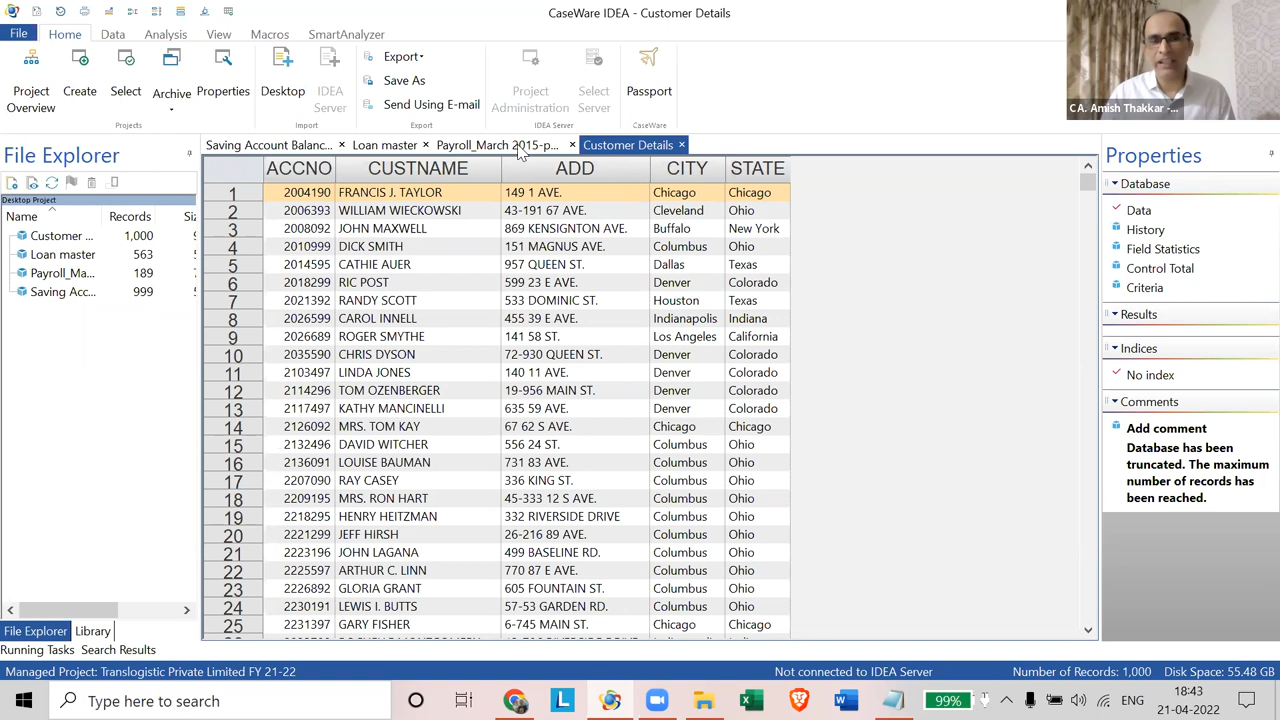 CaseWare IDEA - Customer Details
File Home Data Analysis View Macros SmartAnalyzer
Project Overview
Create
Select
Archive
Properties
Projects
Desktop
IDEA Server
Import
Export
Save As
Send Using E-mail
Export
Project Administration
Select Server
IDEA Server
Passport
CaseWare
CA. Amish Thakkar -...
File Explorer
Desktop Project
Name Records Siz
Customer ... 1,000
Loan master 563
Payroll_Ma... 189
Saving Acc... 999
File Explorer Library
Saving Account Balanc... × Loan master × Payroll_March 2015-p... × Customer Details ×
ACCNO CUSTNAME ADD CITY STATE
1 2004190 FRANCIS J. TAYLOR 149 1 AVE. Chicago Chicago
2 2006393 WILLIAM WIECKOWSKI 43-191 67 AVE. Cleveland Ohio
3 2008092 JOHN MAXWELL 869 KENSIGNTON AVE. Buffalo New York
4 2010999 DICK SMITH 151 MAGNUS AVE. Columbus Ohio
5 2014595 CATHIE AUER 957 QUEEN ST. Dallas Texas
6 2018299 RIC POST 599 23 E AVE. Denver Colorado
7 2021392 RANDY SCOTT 533 DOMINIC ST. Houston Texas
8 2026599 CAROL INNELL 455 39 E AVE. Indianapolis Indiana
9 2026689 ROGER SMYTHE 141 58 ST. Los Angeles California
10 2035590 CHRIS DYSON 72-930 QUEEN ST. Denver Colorado
11 2103497 LINDA JONES 140 11 AVE. Denver Colorado
12 2114296 TOM OZENBERGER 19-956 MAIN ST. Denver Colorado
13 2117497 KATHY MANCINELLI 635 59 AVE. Denver Colorado
14 2126092 MRS. TOM KAY 67 62 S AVE. Chicago Chicago
15 2132496 DAVID WITCHER 556 24 ST. Columbus Ohio
16 2136091 LOUISE BAUMAN 731 83 AVE. Columbus Ohio
17 2207090 RAY CASEY 336 KING ST. Columbus Ohio
18 2209195 MRS. RON HART 45-333 12 S AVE. Columbus Ohio
19 2218295 HENRY HEITZMAN 332 RIVERSIDE DRIVE Columbus Ohio
20 2221299 JEFF HIRSH 26-216 89 AVE. Columbus Ohio
21 2223196 JOHN LAGANA 499 BASELINE RD. Columbus Ohio
22 2225597 ARTHUR C. LINN 770 87 E AVE. Columbus Ohio
23 2226892 GLORIA GRANT 605 FOUNTAIN ST. Columbus Ohio
24 2230191 LEWIS I. BUTTS 57-53 GARDEN RD. Columbus Ohio
25 2231397 GARY FISHER 6-745 MAIN ST. Chicago Chicago
Properties
Database
Data
History
Field Statistics
Control Total
Criteria
Results
Indices
No index
Comments
Add comment
Database has been
truncated. The maximum
number of records has
been reached.
Running Tasks Search Results
Managed Project: Translogistic Private Limited FY 21-22 Not connected to IDEA Server Number of Records: 1,000 Disk Space: 55.48 GB
Type here to search
99%
ENG
18:43
21-04-2022